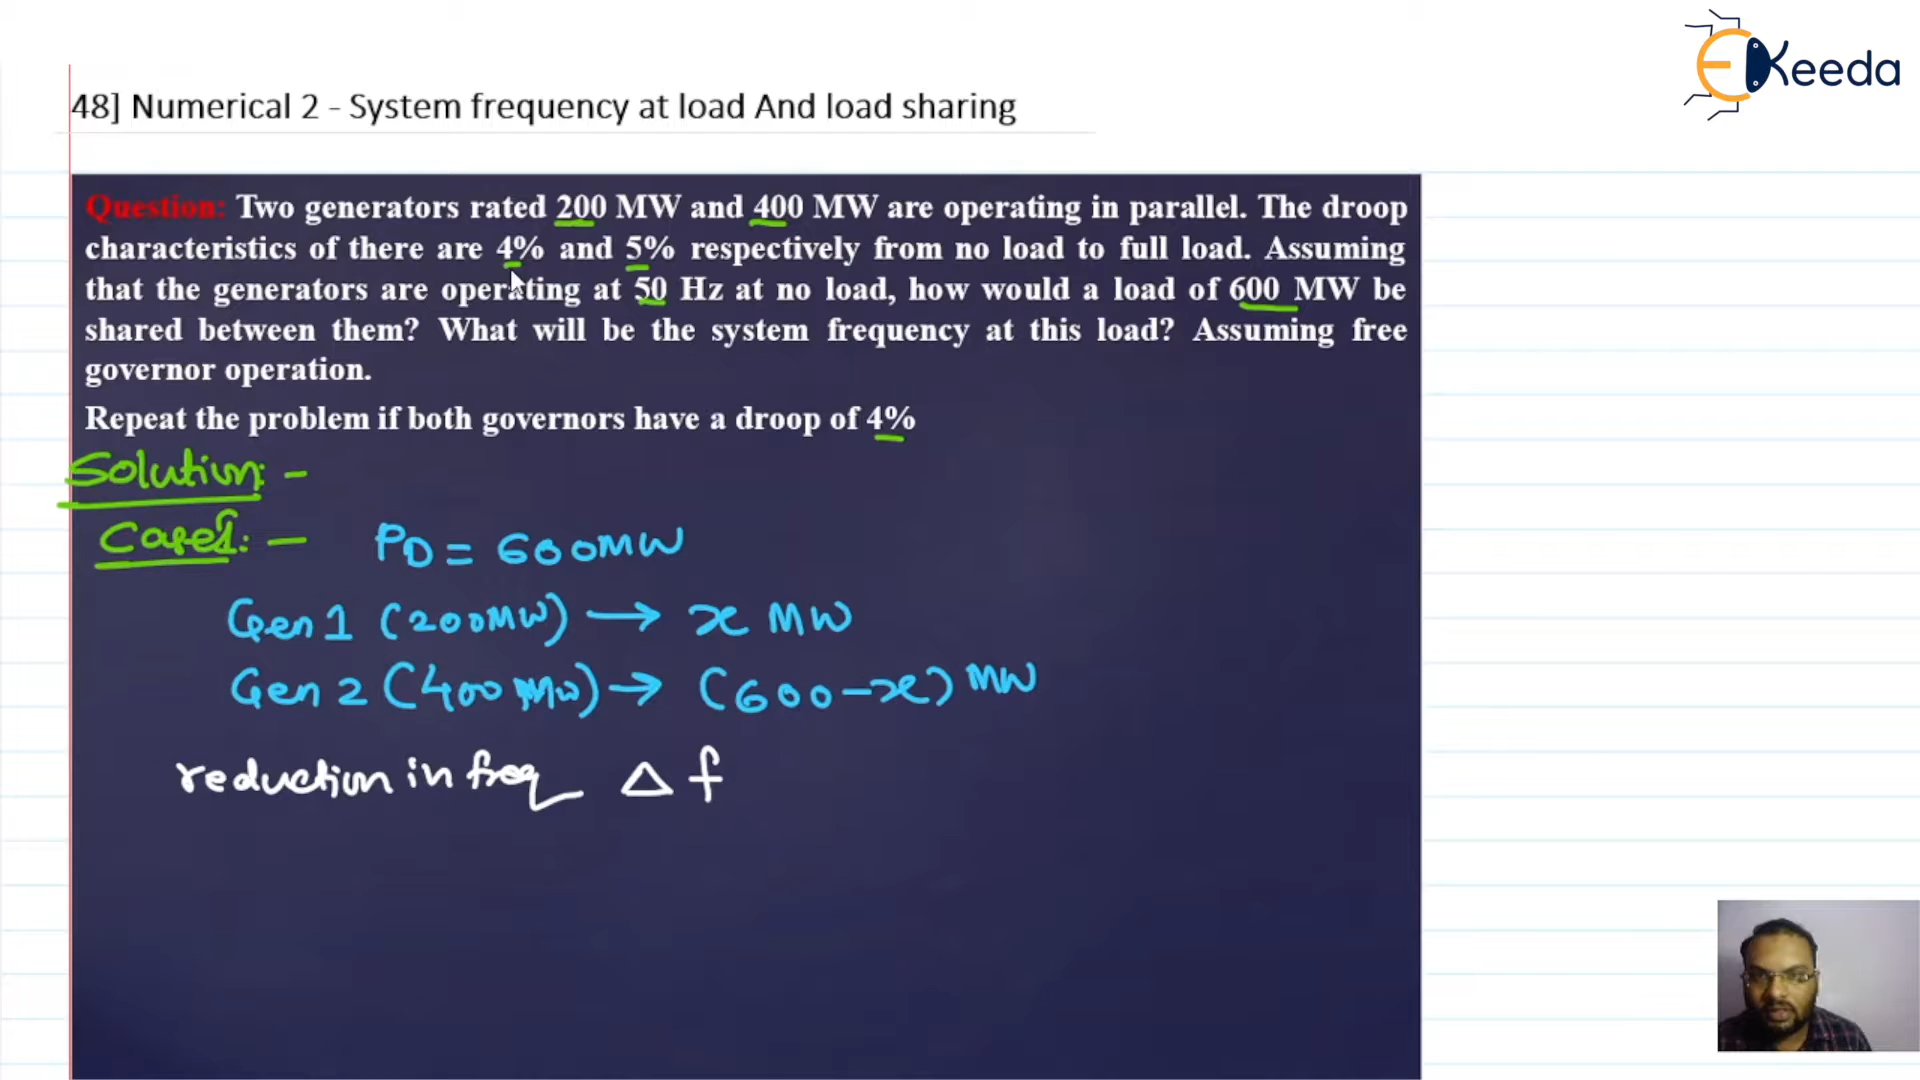 EKeeda
48] Numerical 2 - System frequency at load And load sharing
Question: Two generators rated 200 MW and 400 MW are operating in parallel. The droop
characteristics of there are 4% and 5% respectively from no load to full load. Assuming
that the generators are operating at 50 Hz at no load, how would a load of 600 MW be
shared between them? What will be the system frequency at this load? Assuming free
governor operation.
Repeat the problem if both governors have a droop of 4%
Solution: -
Case1: - PD = 600MW
Gen 1 (200MW) → x MW
Gen 2 (400 MW) → (600-x) MW
reduction in freq Δ f